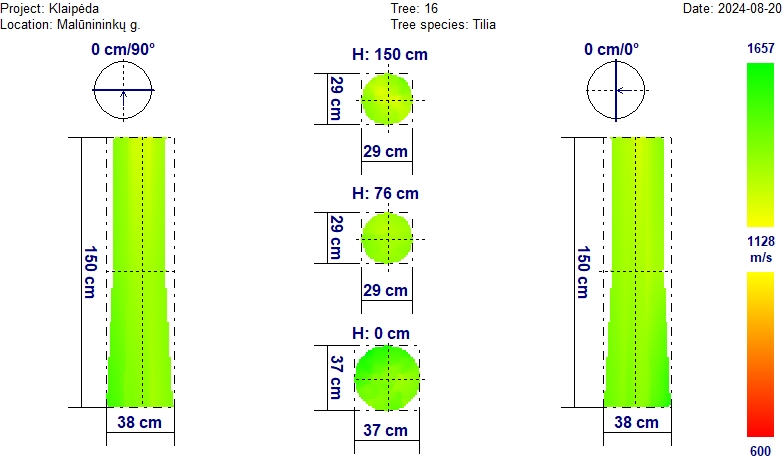 Project: Klaipėda
Tree: 16
Date: 2024-08-20
Location: Malūnininkų g.
Tree species: Tilia
0 cm/90°
H: 150 cm
0 cm/0°
1657
29 cm
29 cm
H: 76 cm
29 cm
29 cm
1128
m/s
150 cm
150 cm
H: 0 cm
37 cm
37 cm
38 cm
38 cm
600